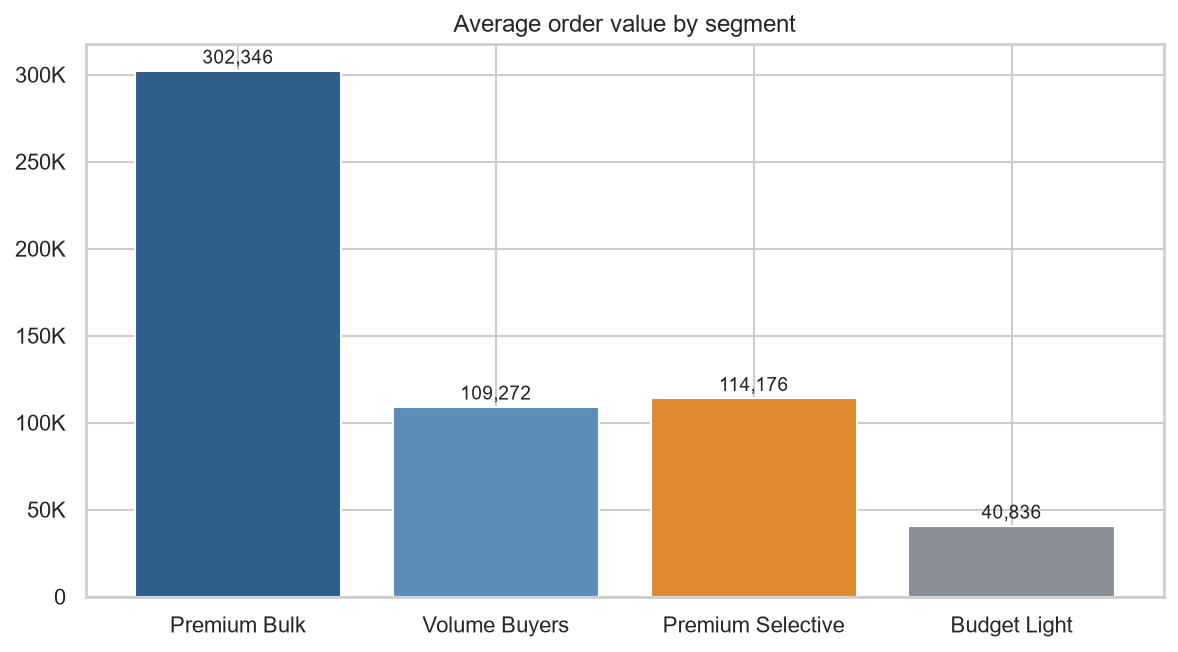 Average order value by segment
302,346
300K
250K
200K
150K
114,176
109,272
100K
50K
40,836
0
Premium Bulk
Volume Buyers
Premium Selective
Budget Light